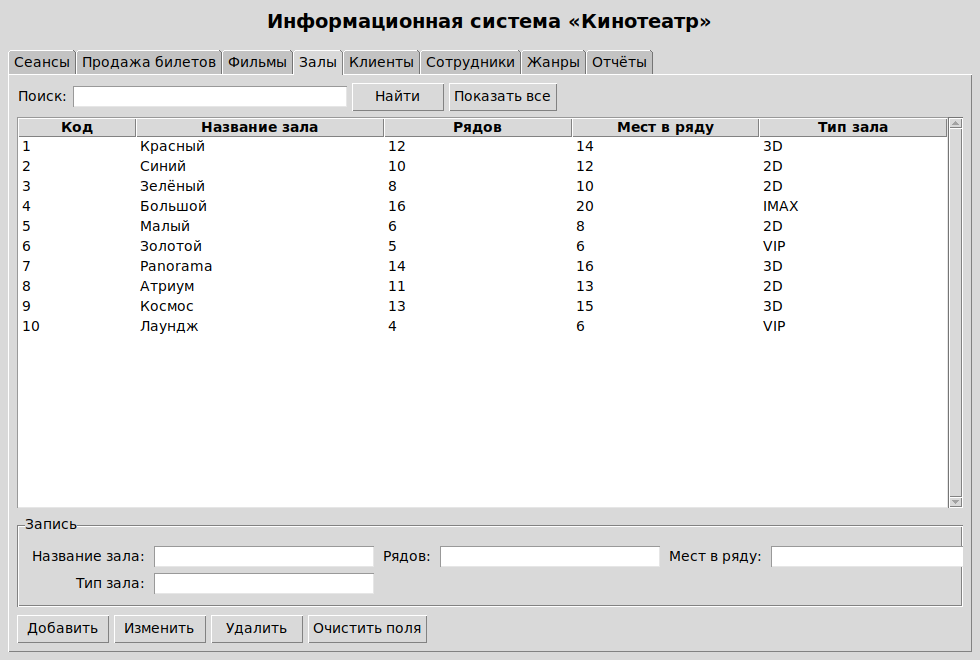 Информационная система «Кинотеатр»
Сеансы Продажа билетов Фильмы Залы Клиенты Сотрудники Жанры Отчёты
Поиск: Найти Показать все
Код Название зала Рядов Мест в ряду Тип зала
1 Красный 12 14 3D
2 Синий 10 12 2D
3 Зелёный 8 10 2D
4 Большой 16 20 IMAX
5 Малый 6 8 2D
6 Золотой 5 6 VIP
7 Panorama 14 16 3D
8 Атриум 11 13 2D
9 Космос 13 15 3D
10 Лаундж 4 6 VIP
Запись
Название зала: Рядов: Мест в ряду:
Тип зала:
Добавить Изменить Удалить Очистить поля